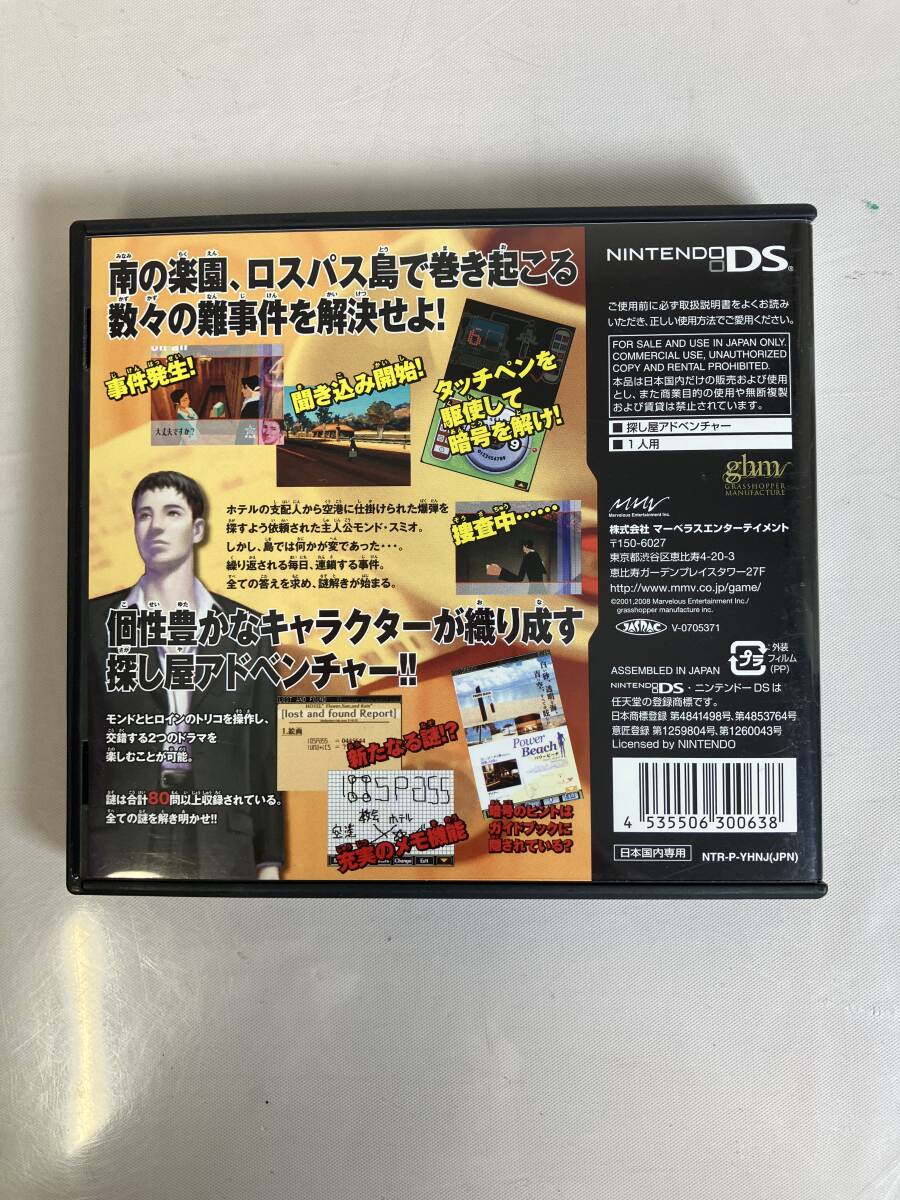 南の楽園、ロスパス島で巻き起こる
数々の難事件を解決せよ!
事件発生!
大丈夫ですか?
聞き込み開始!
タッチペンを
駆使して
暗号を解け!
ホテルの支配人から空港に仕掛けられた爆弾を
探すよう依頼された主人公モンド・スミオ。
しかし、島では何かが変であった・・・。
繰り返される毎日、連鎖する事件。
全ての答えを求め、謎解きが始まる。
捜査中……
個性豊かなキャラクターが織り成す
探し屋アドベンチャー!!
モンドとヒロインのトリコを操作し、
交錯する2つのドラマを
楽しむことが可能。
謎は合計80問以上収録されている。
全ての謎を解き明かせ!!
LOST AND FOUND
[lost and found Report]
1.絵画
新たなる謎!?
losPass
空港
ホテル
Change
Exit
充実のメモ機能
Power
Beach
パワービーチ
暗号のヒントは
ガイドブックに
隠されている?
NINTENDO DS
ご使用前に必ず取扱説明書をよくお読み
いただき、正しい使用方法でご愛用ください。
FOR SALE AND USE IN JAPAN ONLY.
COMMERCIAL USE, UNAUTHORIZED
COPY AND RENTAL PROHIBITED.
本品は日本国内だけの販売および使用
とし、また商業目的の使用や無断複製
および賃貸は禁止されています。
■ 探し屋アドベンチャー
■ 1人用
ghm
GRASSHOPPER
MANUFACTURE
mmv
Marvelous Entertainment Inc.
株式会社 マーベラスエンターテイメント
〒150-6027
東京都渋谷区恵比寿4-20-3
恵比寿ガーデンプレイスタワー27F
http://www.mmv.co.jp/game/
©2001,2008 Marvelous Entertainment Inc./
grasshopper manufacture inc.
JASRAC V-0705371
プラ
外装
フィルム
(PP)
ASSEMBLED IN JAPAN
NINTENDO DS・ニンテンドーDSは
任天堂の登録商標です。
日本商標登録 第4841498号、第4853764号
意匠登録 第1259804号、第1260043号
Licensed by NINTENDO
4 535506 300638
日本国内専用
NTR-P-YHNJ(JPN)